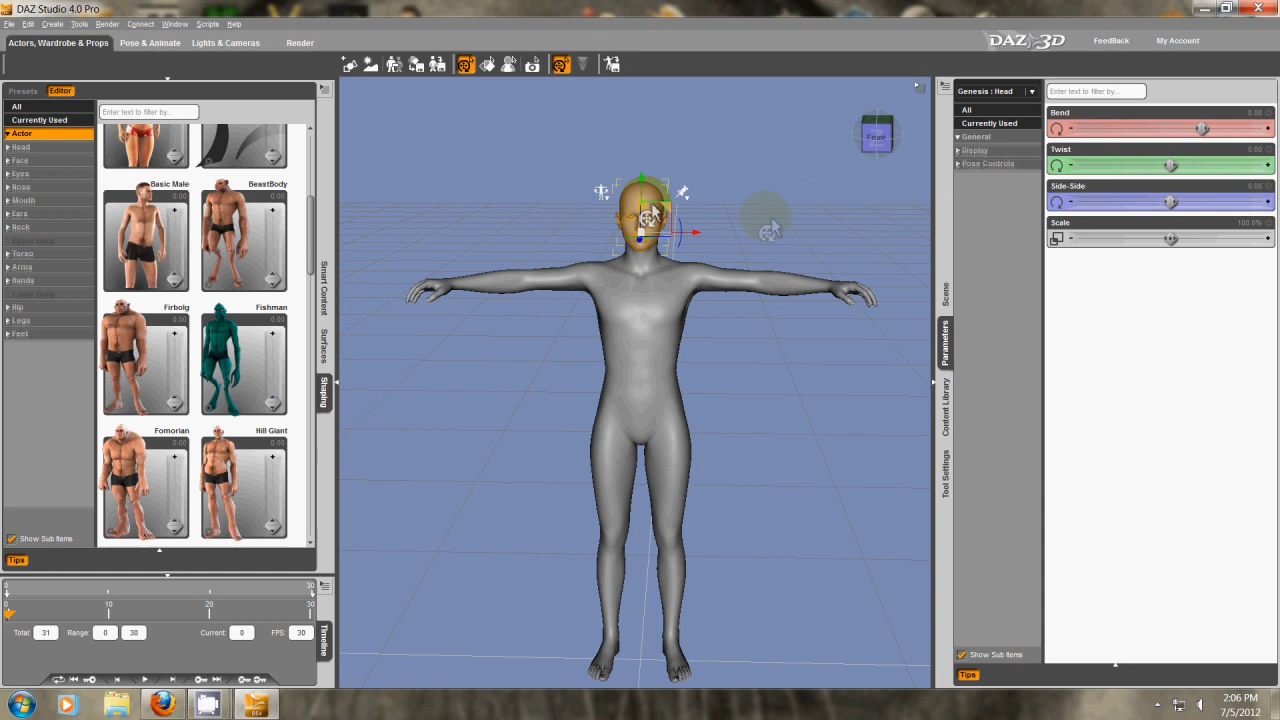 DAZ Studio 4.0 Pro
File Edit Create Tools Render Connect Window Scripts Help
Actors, Wardrobe & Props Pose & Animate Lights & Cameras Render
DAZ 3D FeedBack My Account
Presets Editor
Enter text to filter by...
All
Currently Used
Actor
Head
Face
Eyes
Nose
Mouth
Ears
Neck
Upper Body
Torso
Arms
Hands
Lower Body
Hip
Legs
Feet
Show Sub Items
Tips
Basic Male BeastBody
0.00 0.00
Firbolg Fishman
0.00 0.00
Fomorian Hill Giant
0.00 0.00
Smart Content
Surfaces
Shaping
Front
Scene
Parameters
Content Library
Tool Settings
Genesis : Head
Enter text to filter by...
All
Currently Used
General
Display
Pose Controls
Bend 0.00
Twist 0.00
Side-Side 0.00
Scale 100.0%
Show Sub Items
Tips
0 30
0 10 20 30
Total 31 Range: 0 30 Current: 0 FPS: 30
Timeline
DS4
2:06 PM
7/5/2012